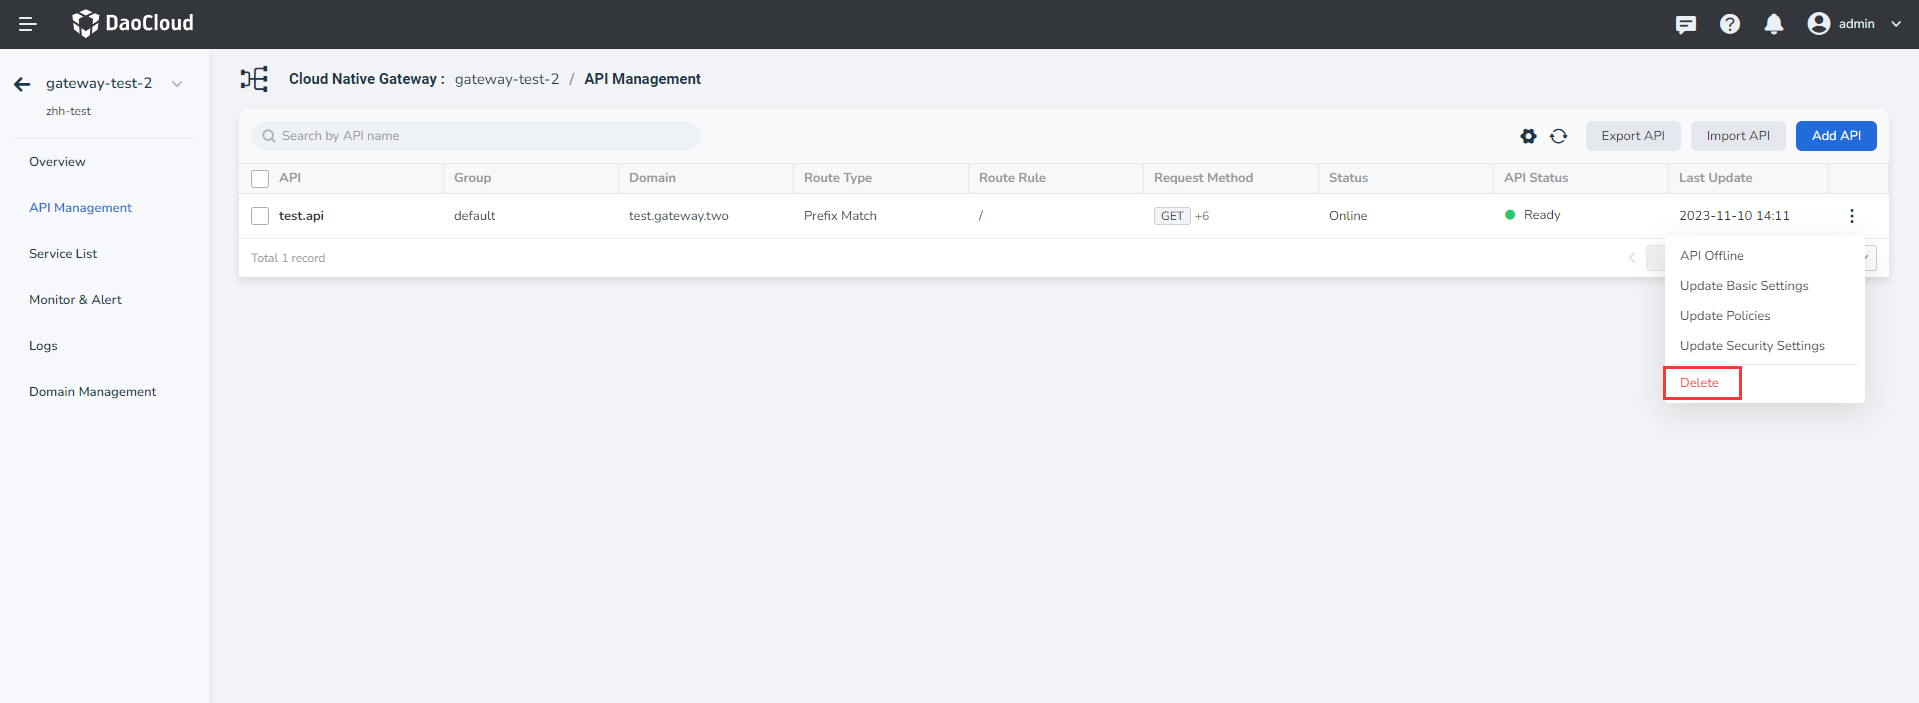 DaoCloud
admin
gateway-test-2
zhh-test
Overview
API Management
Service List
Monitor & Alert
Logs
Domain Management
Cloud Native Gateway : gateway-test-2 / API Management
Search by API name
Export API
Import API
Add API
API Group Domain Route Type Route Rule Request Method Status API Status Last Update
test.api default test.gateway.two Prefix Match / GET +6 Online Ready 2023-11-10 14:11
Total 1 record
API Offline
Update Basic Settings
Update Policies
Update Security Settings
Delete